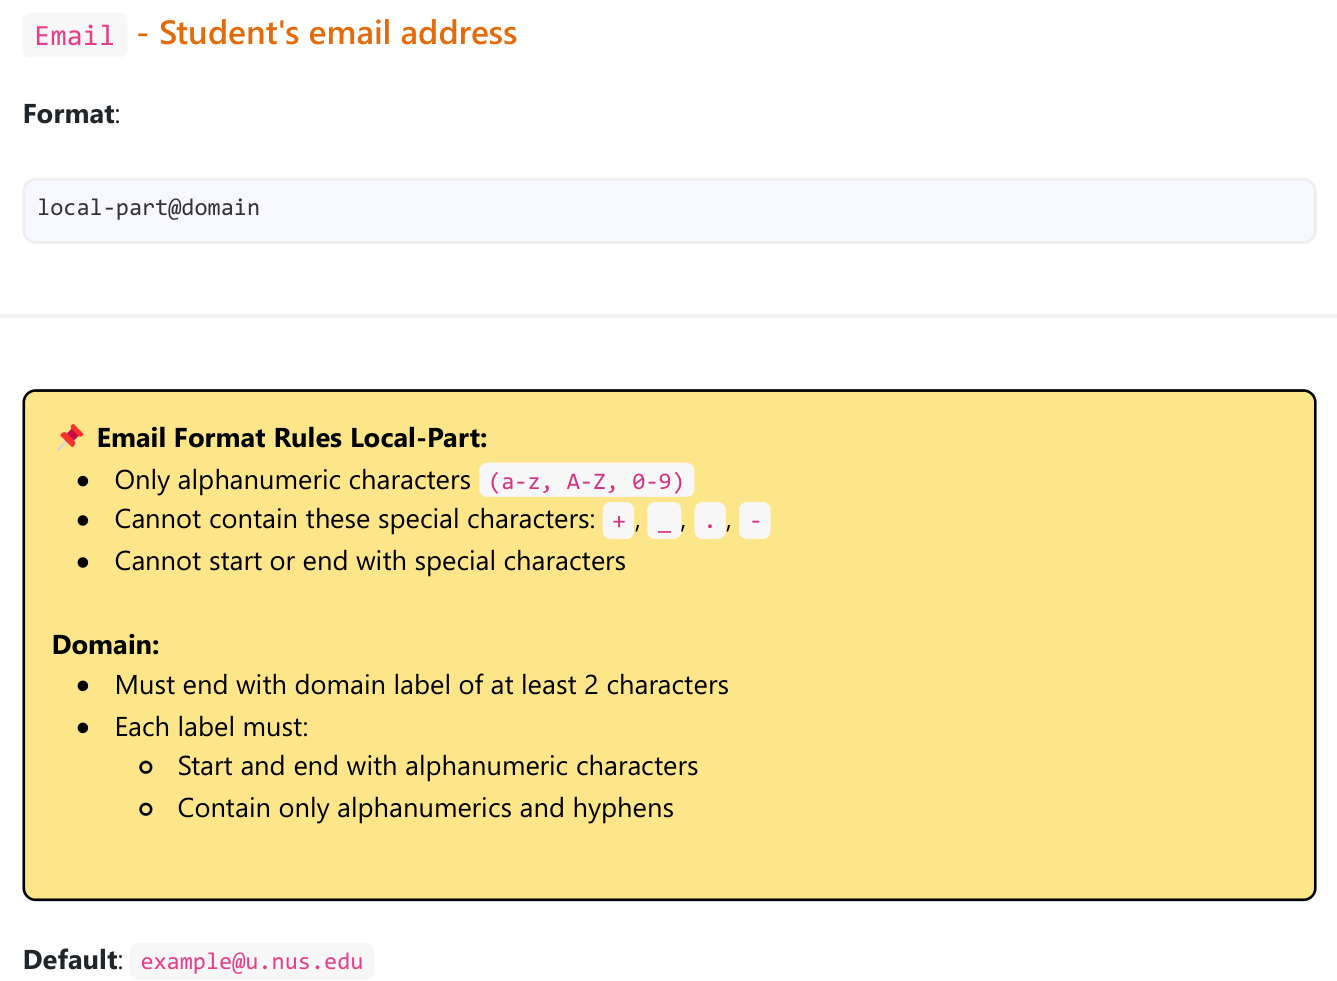 Email - Student's email address
Format:
local-part@domain
📌 Email Format Rules Local-Part:
● Only alphanumeric characters (a-z, A-Z, 0-9)
● Cannot contain these special characters: +, _, ., -
● Cannot start or end with special characters
Domain:
● Must end with domain label of at least 2 characters
● Each label must:
○ Start and end with alphanumeric characters
○ Contain only alphanumerics and hyphens
Default: example@u.nus.edu